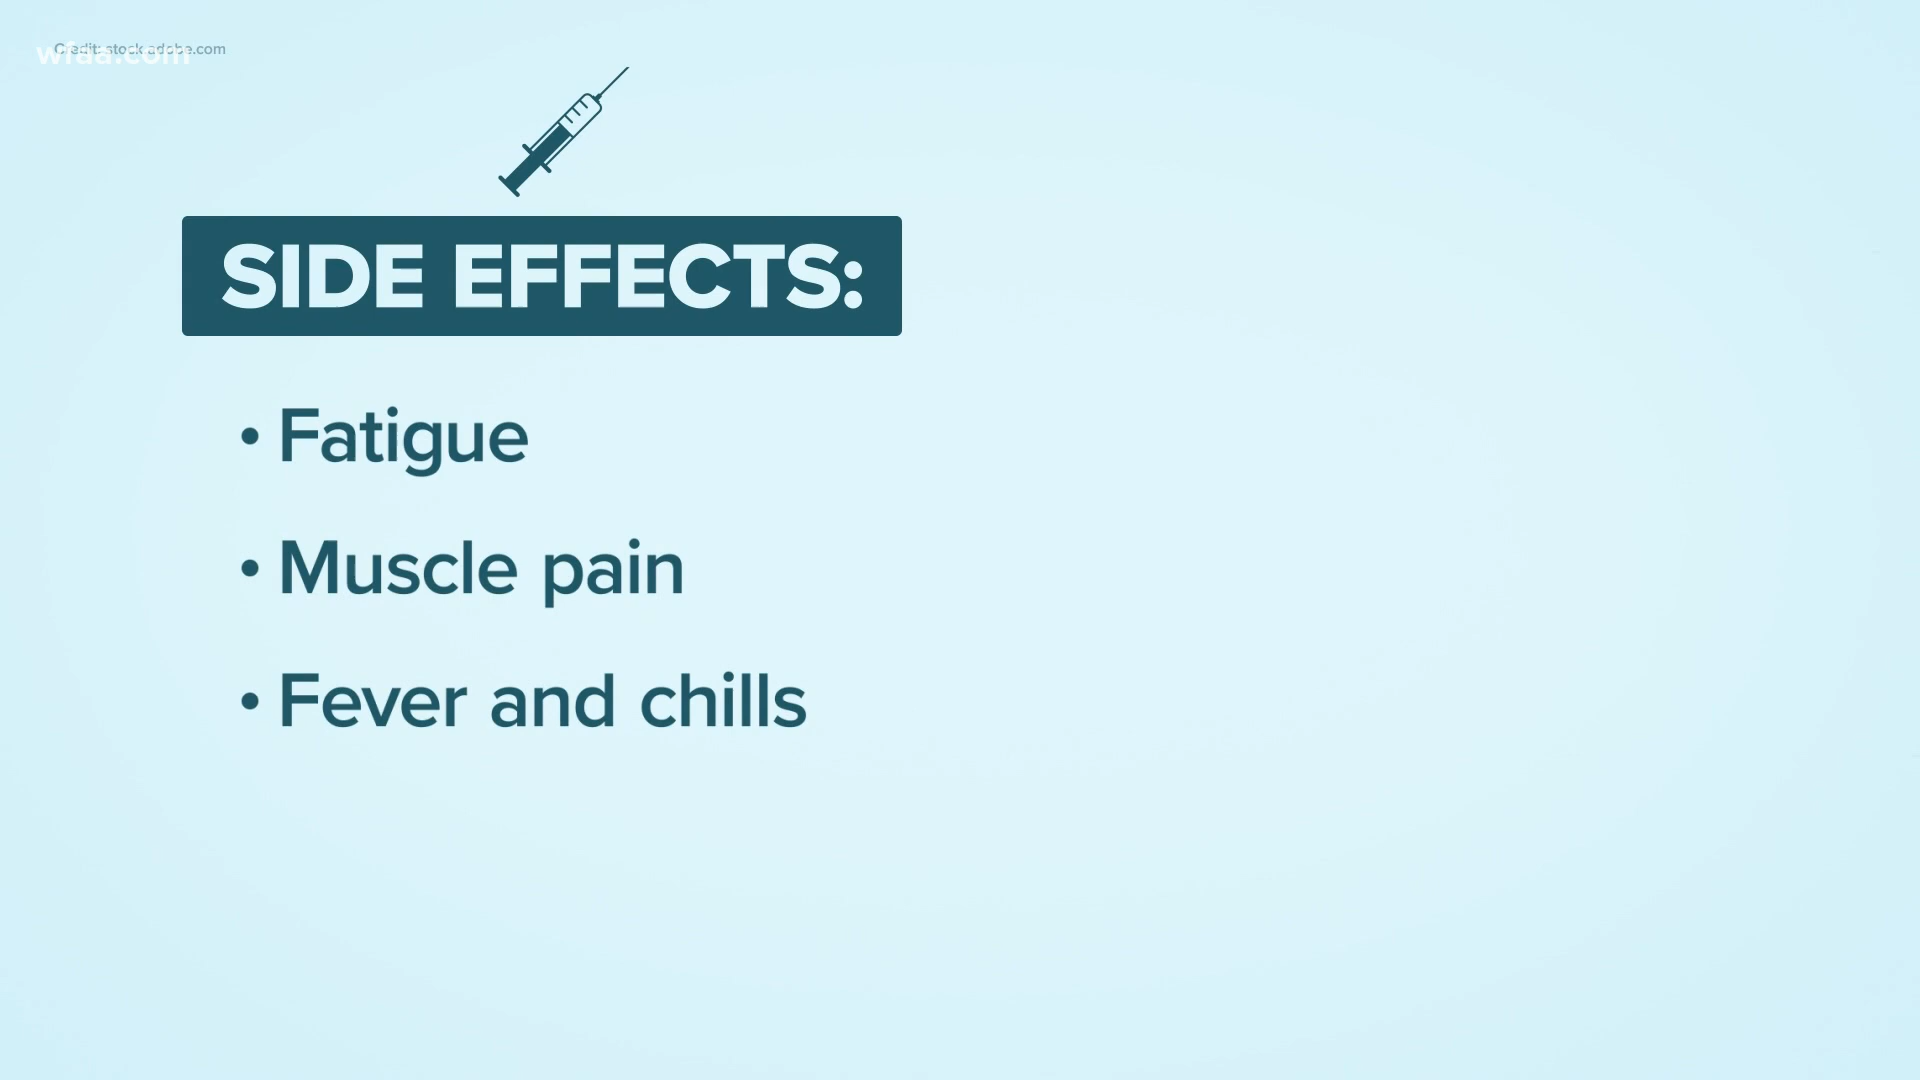 Credit: stock.adobe.com
wfaa.com
SIDE EFFECTS:
• Fatigue
• Muscle pain
• Fever and chills